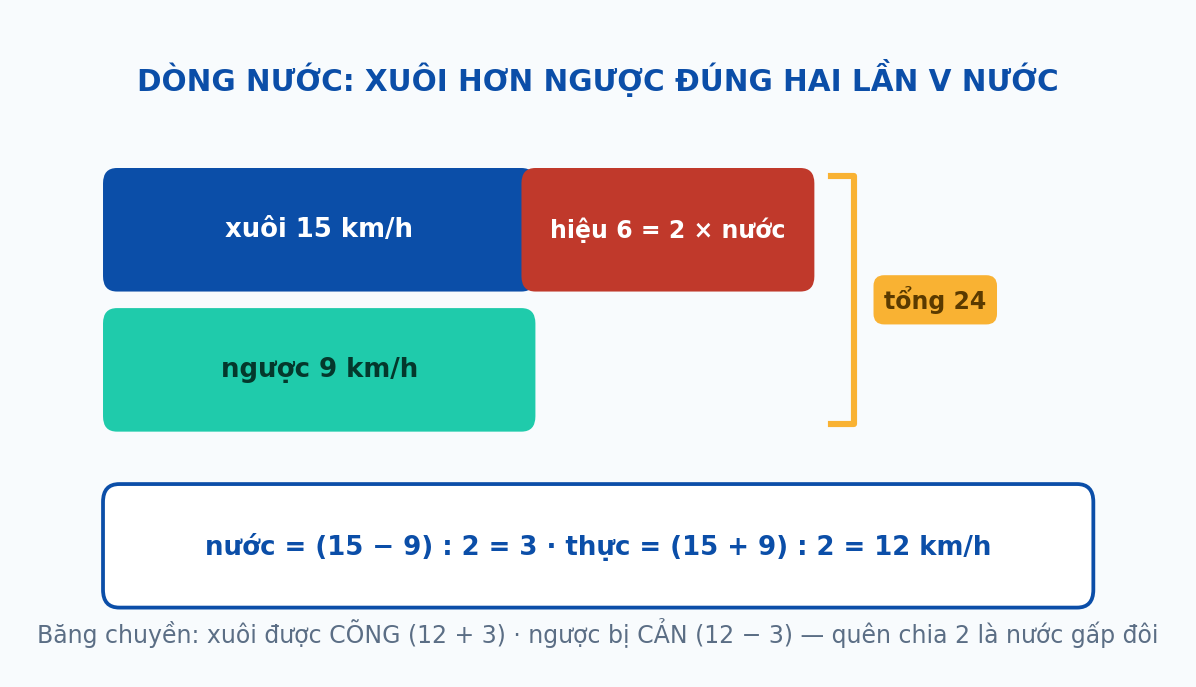 DÒNG NƯỚC: XUÔI HƠN NGƯỢC ĐÚNG HAI LẦN V NƯỚC
xuôi 15 km/h
hiệu 6 = 2 × nước
tổng 24
ngược 9 km/h
nước = (15 − 9) : 2 = 3 · thực = (15 + 9) : 2 = 12 km/h
Băng chuyền: xuôi được CÕNG (12 + 3) · ngược bị CẢN (12 − 3) — quên chia 2 là nước gấp đôi